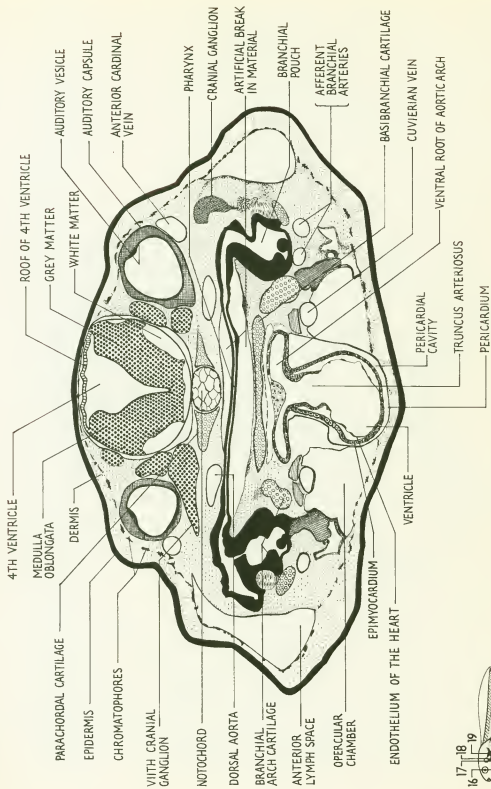 4TH VENTRICLE
MEDULLA
OBLONGATA
DERMIS
PARACHORDAL CARTILAGE
EPIDERMIS
CHROMATOPHORES
VIITH CRANIAL
GANGLION
NOTOCHORD
DORSAL AORTA
BRANCHIAL
ARCH CARTILAGE
ANTERIOR
LYMPH SPACE
OPERCULAR
CHAMBER
ENDOTHELIUM OF THE HEART
EPIMYOCARDIUM
VENTRICLE
ROOF OF 4TH VENTRICLE
GREY MATTER
WHITE MATTER
AUDITORY VESICLE
AUDITORY CAPSULE
ANTERIOR CARDINAL
VEIN
PHARYNX
CRANIAL GANGLION
ARTIFICIAL BREAK
IN MATERIAL
BRANCHIAL
POUCH
AFFERENT
BRANCHIAL
ARTERIES
BASIBRANCHIAL CARTILAGE
CUVIERIAN VEIN
VENTRAL ROOT OF AORTIC ARCH
PERICARDIAL
CAVITY
TRUNCUS ARTERIOSUS
PERICARDIUM
17 18
16 19